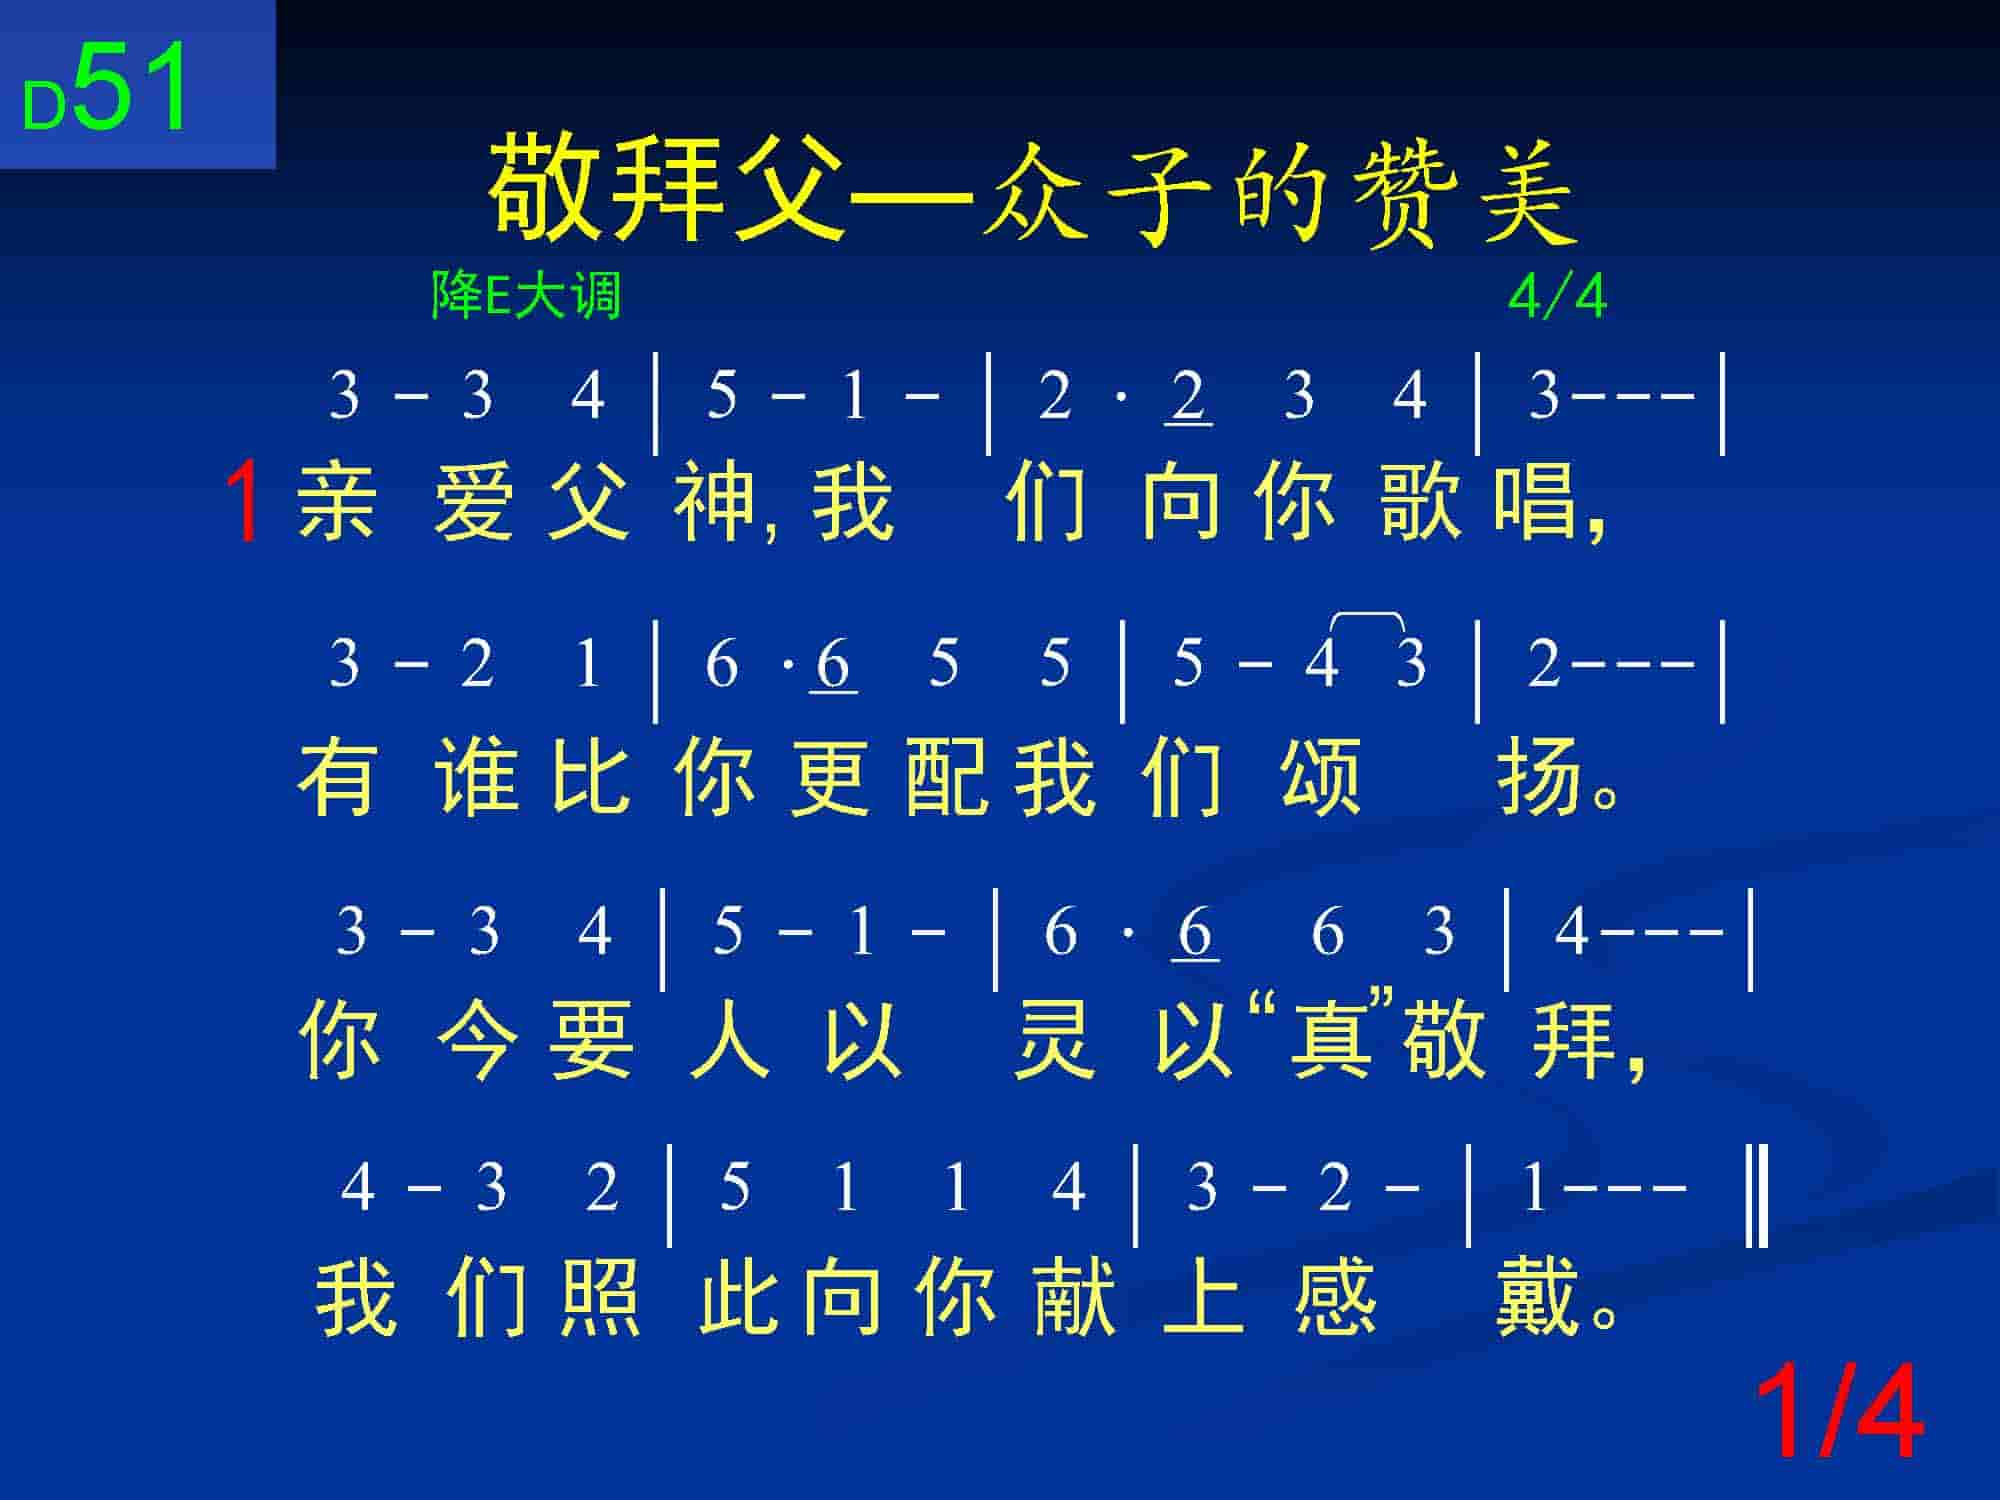 D51
敬拜父—众子的赞美
降E大调 4/4
3 - 3 4 | 5 - 1 - | 2 · 2 3 4 | 3 - - - |
1 亲爱父神,我们向你歌唱,
3 - 2 1 | 6 · 6 5 5 | 5 - 4 3 | 2 - - - |
有谁比你更配我们颂扬。
3 - 3 4 | 5 - 1 - | 6 · 6 6 3 | 4 - - - |
你今要人以灵以“真”敬拜,
4 - 3 2 | 5 1 1 4 | 3 - 2 - | 1 - - - ‖
我们照此向你献上感戴。
1/4